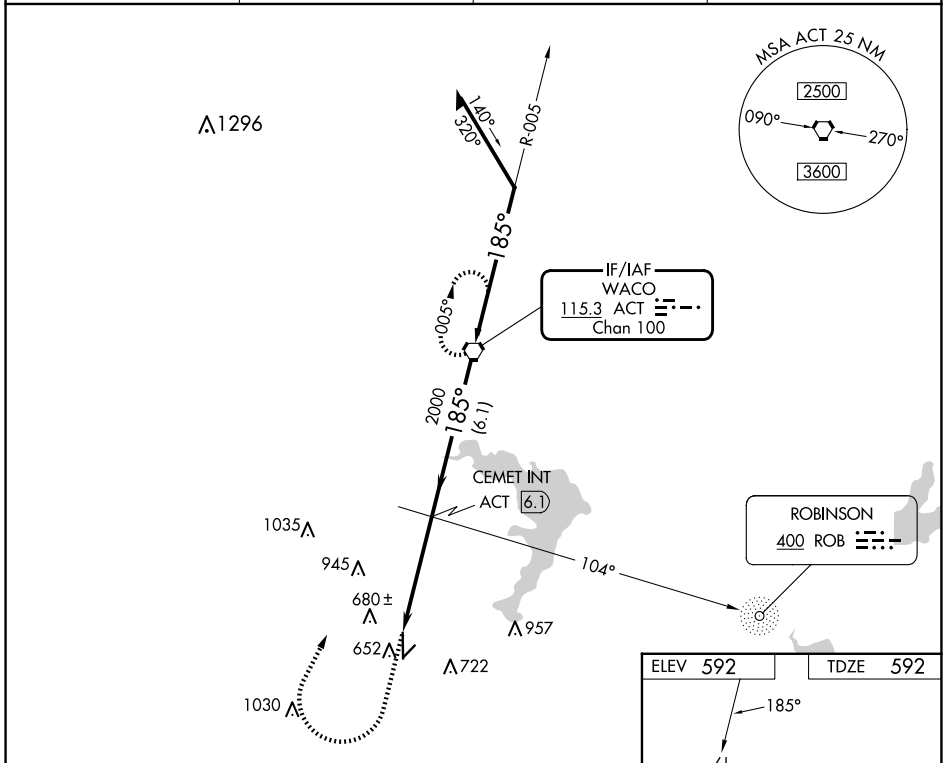 MSA ACT 25 NM
2500
090°
270°
3600
1296
140°
320°
R-005
185°
005°
IF/IAF
WACO
115.3 ACT
Chan 100
2000
185°
(6.1)
CEMET INT
ACT 6.1
1035
945
680±
652
957
722
1030
104°
ROBINSON
400 ROB
ELEV 592
TDZE 592
185°